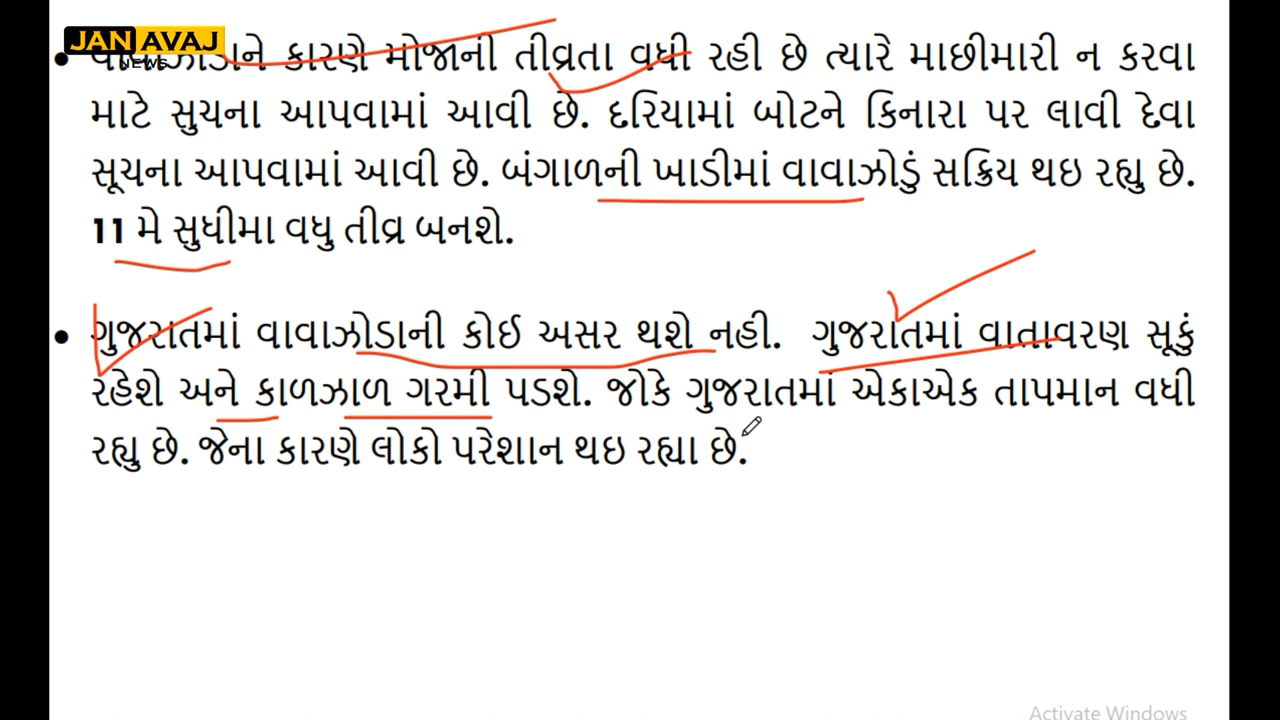 JAN AVAJ
NEWS
વાવાઝોડાને કારણે મોજાની તીવ્રતા વધી રહી છે ત્યારે માછીમારી ન કરવા
માટે સુચના આપવામાં આવી છે. દરિયામાં બોટને કિનારા પર લાવી દેવા
સૂચના આપવામાં આવી છે. બંગાળની ખાડીમાં વાવાઝોડું સક્રિય થઇ રહ્યુ છે.
11 મે સુધીમા વધુ તીવ્ર બનશે.
ગુજરાતમાં વાવાઝોડાની કોઈ અસર થશે નહી. ગુજરાતમાં વાતાવરણ સૂકું
રહેશે અને કાળઝાળ ગરમી પડશે. જોકે ગુજરાતમાં એકાએક તાપમાન વધી
રહ્યુ છે. જેના કારણે લોકો પરેશાન થઇ રહ્યા છે.
Activate Windows